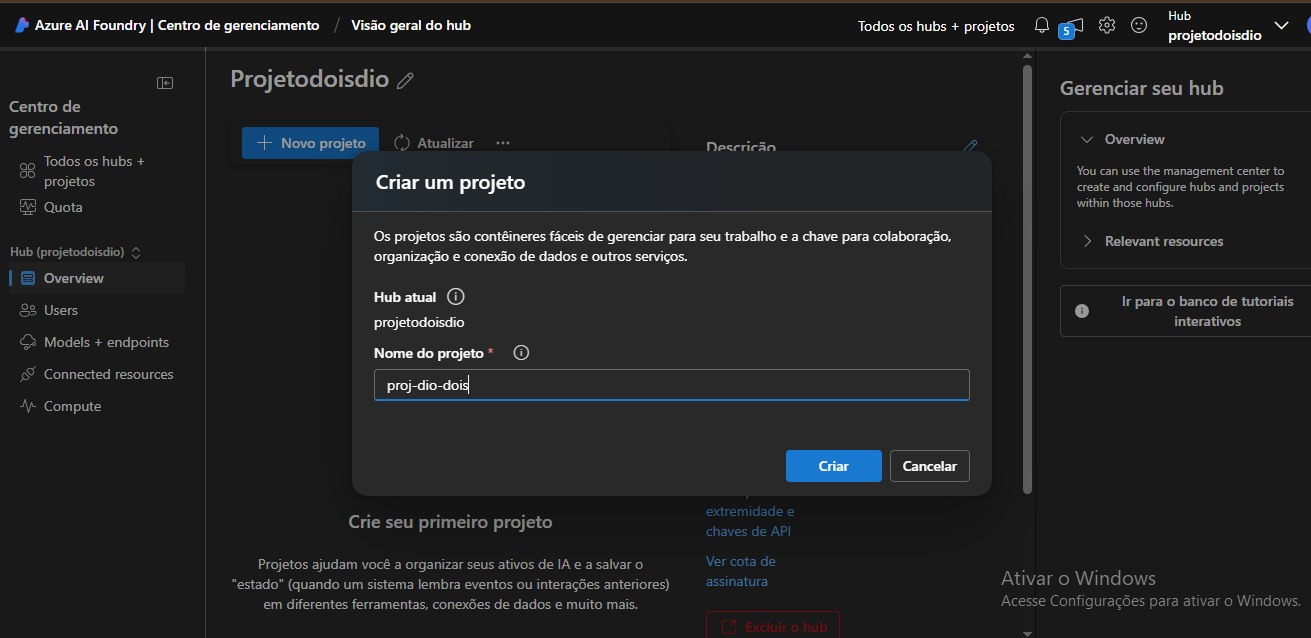 Azure AI Foundry | Centro de gerenciamento / Visão geral do hub
Todos os hubs + projetos
5
Hub
projetodoisdio
Centro de
gerenciamento
Todos os hubs +
projetos
Quota
Hub (projetodoisdio)
Overview
Users
Models + endpoints
Connected resources
Compute
Projetodoisdio
Novo projeto
Atualizar
...
Descrição
Criar um projeto
Os projetos são contêineres fáceis de gerenciar para seu trabalho e a chave para colaboração,
organização e conexão de dados e outros serviços.
Hub atual
projetodoisdio
Nome do projeto *
proj-dio-dois
Criar
Cancelar
Crie seu primeiro projeto
Projetos ajudam você a organizar seus ativos de IA e a salvar o
"estado" (quando um sistema lembra eventos ou interações anteriores)
em diferentes ferramentas, conexões de dados e muito mais.
extremidade e
chaves de API
Ver cota de
assinatura
Excluir o hub
Gerenciar seu hub
Overview
You can use the management center to
create and configure hubs and projects
within those hubs.
Relevant resources
Ir para o banco de tutoriais
interativos
Ativar o Windows
Acesse Configurações para ativar o Windows.